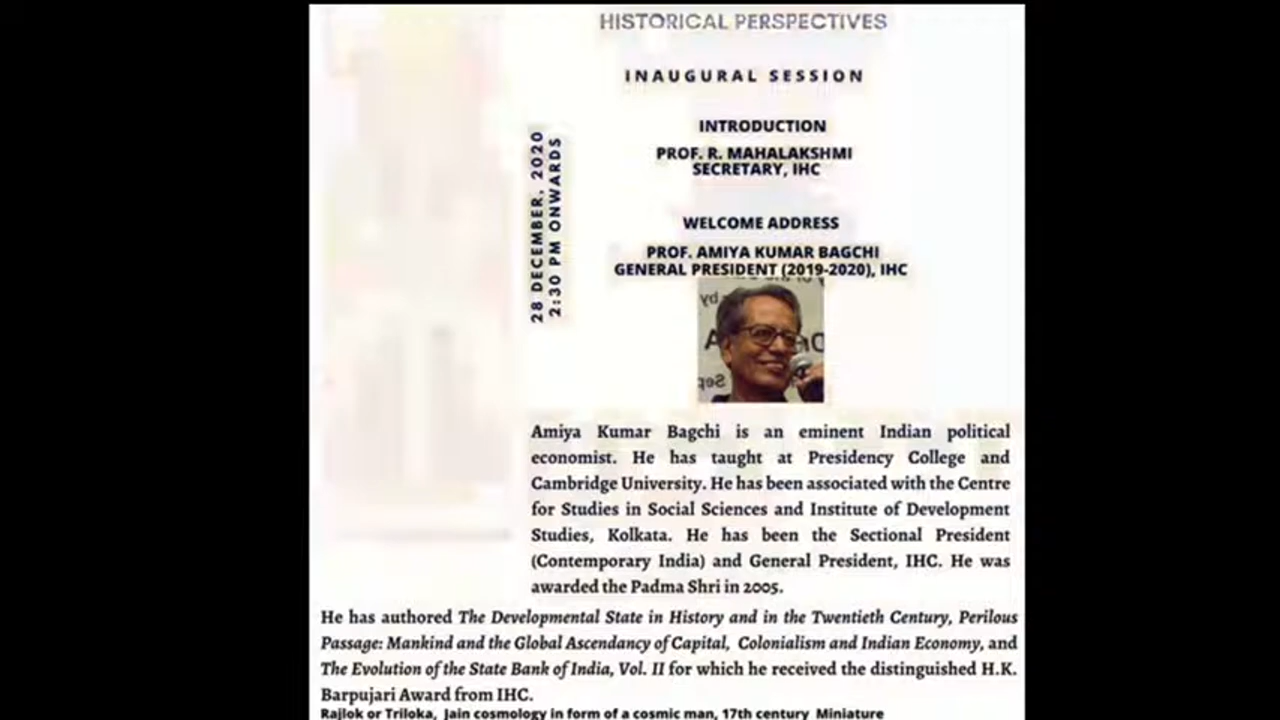 HISTORICAL PERSPECTIVES
INAUGURAL SESSION
28 DECEMBER, 2020
2:30 PM ONWARDS
INTRODUCTION
PROF. R. MAHALAKSHMI
SECRETARY, IHC
WELCOME ADDRESS
PROF. AMIYA KUMAR BAGCHI
GENERAL PRESIDENT (2019-2020), IHC
Amiya Kumar Bagchi is an eminent Indian political
economist. He has taught at Presidency College and
Cambridge University. He has been associated with the Centre
for Studies in Social Sciences and Institute of Development
Studies, Kolkata. He has been the Sectional President
(Contemporary India) and General President, IHC. He was
awarded the Padma Shri in 2005.
He has authored The Developmental State in History and in the Twentieth Century, Perilous
Passage: Mankind and the Global Ascendancy of Capital, Colonialism and Indian Economy, and
The Evolution of the State Bank of India, Vol. II for which he received the distinguished H.K.
Barpujari Award from IHC.
Rajlok or Triloka, Jain cosmology in form of a cosmic man, 17th century Miniature